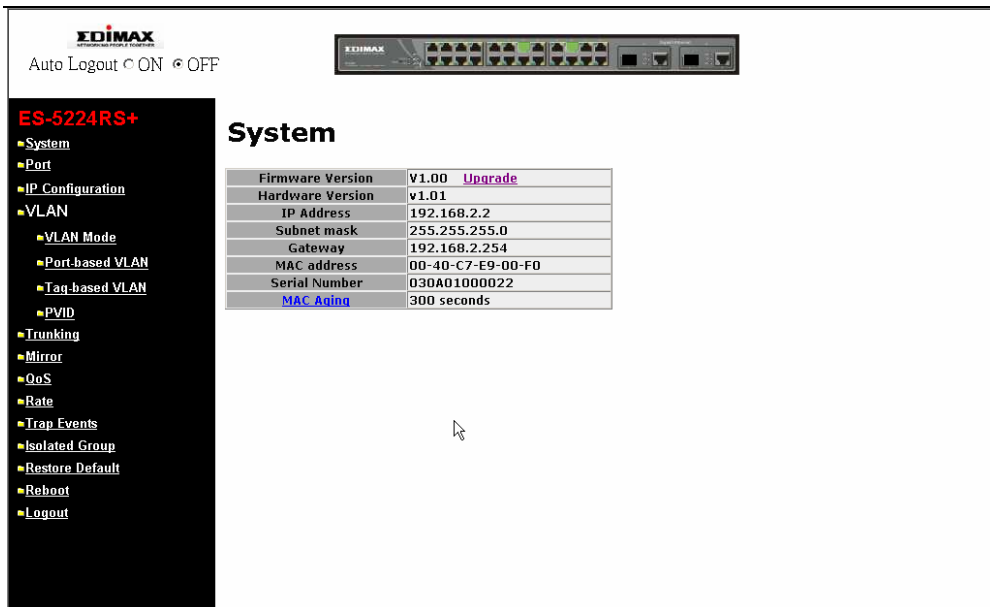 EDIMAX
NETWORKING PEOPLE TOGETHER
Auto Logout ON OFF
EDIMAX
ES-5224RS+
System
Port
IP Configuration
VLAN
VLAN Mode
Port-based VLAN
Tag-based VLAN
PVID
Trunking
Mirror
QoS
Rate
Trap Events
Isolated Group
Restore Default
Reboot
Logout
System
Firmware Version V1.00 Upgrade
Hardware Version v1.01
IP Address 192.168.2.2
Subnet mask 255.255.255.0
Gateway 192.168.2.254
MAC address 00-40-C7-E9-00-F0
Serial Number 030A01000022
MAC Aging 300 seconds